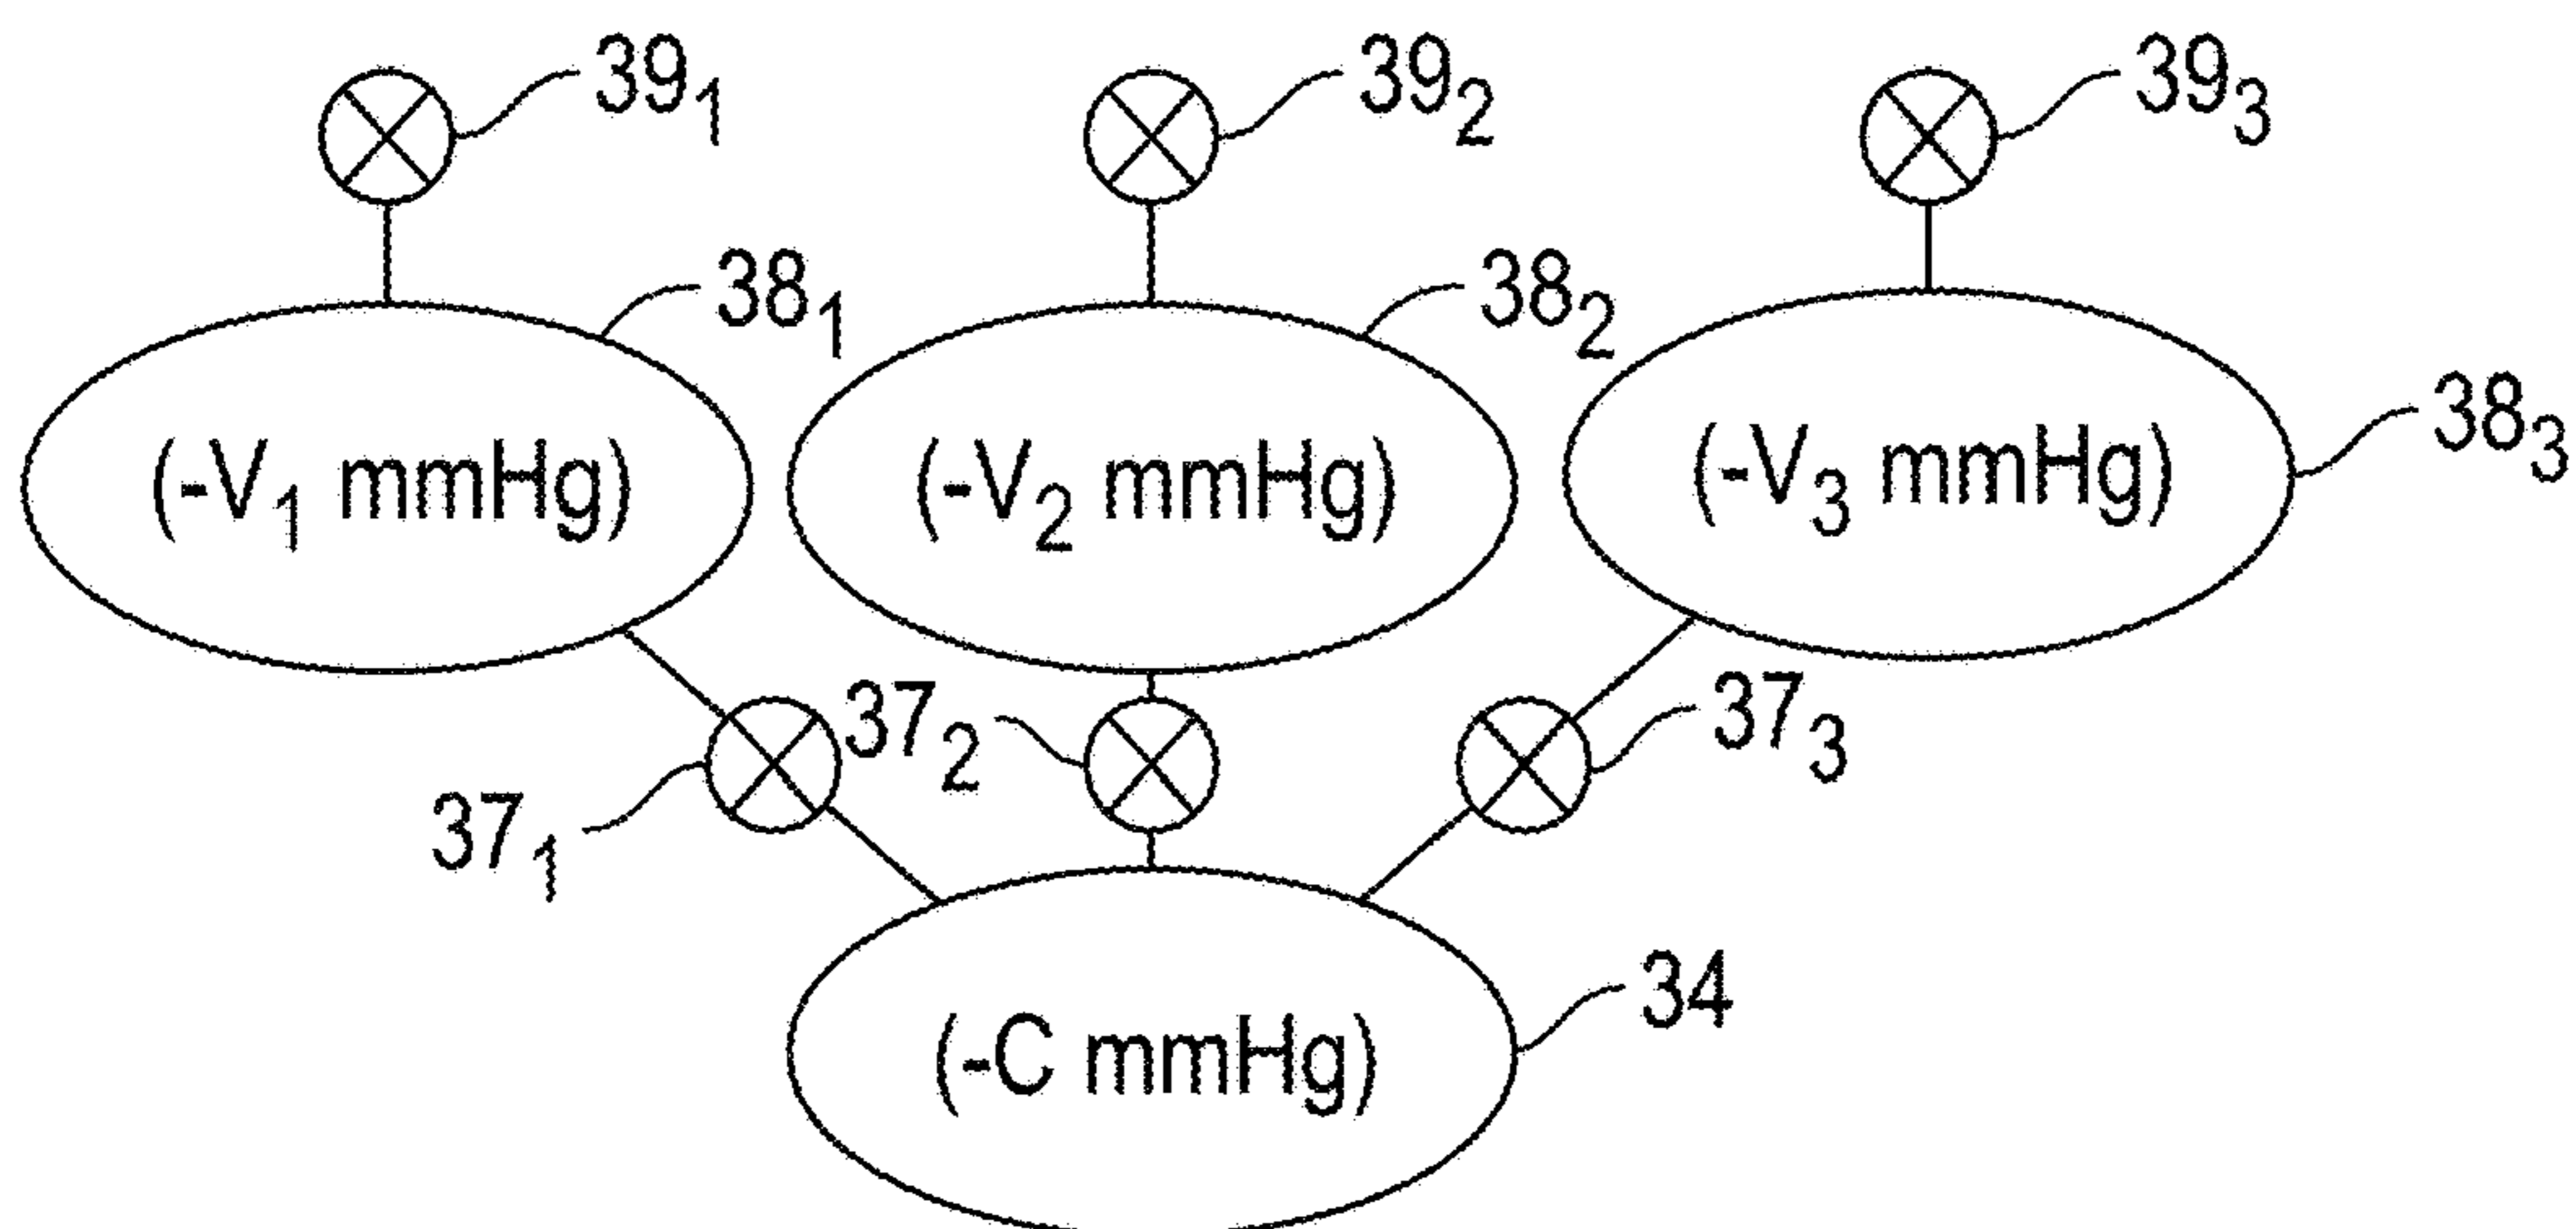 39₁ 39₂ 39₃
38₁ 38₂ 38₃
(-V₁ mmHg) (-V₂ mmHg) (-V₃ mmHg)
37₁ 37₂ 37₃
34
(-C mmHg)